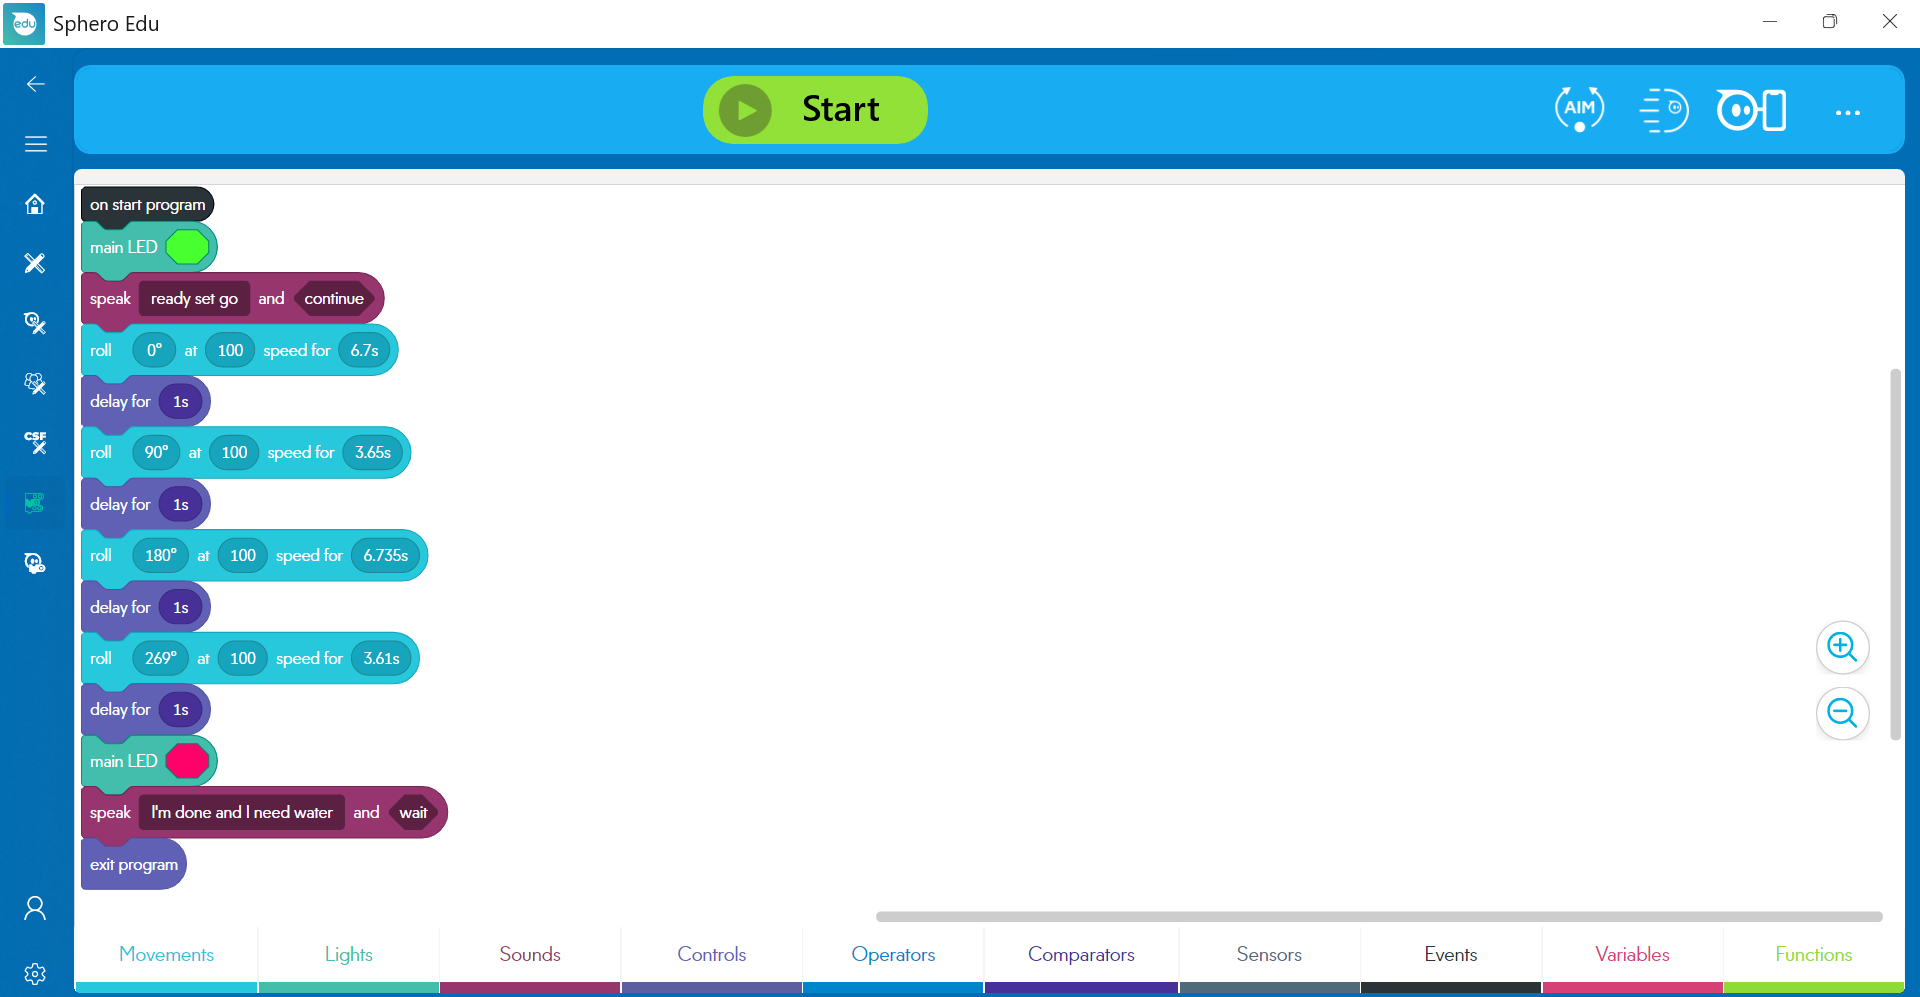 edu Sphero Edu
Start
AIM
...
on start program
main LED
speak ready set go and continue
roll 0° at 100 speed for 6.7s
delay for 1s
roll 90° at 100 speed for 3.65s
delay for 1s
roll 180° at 100 speed for 6.735s
delay for 1s
roll 269° at 100 speed for 3.61s
delay for 1s
main LED
speak I'm done and I need water and wait
exit program
CSF
Movements Lights Sounds Controls Operators Comparators Sensors Events Variables Functions